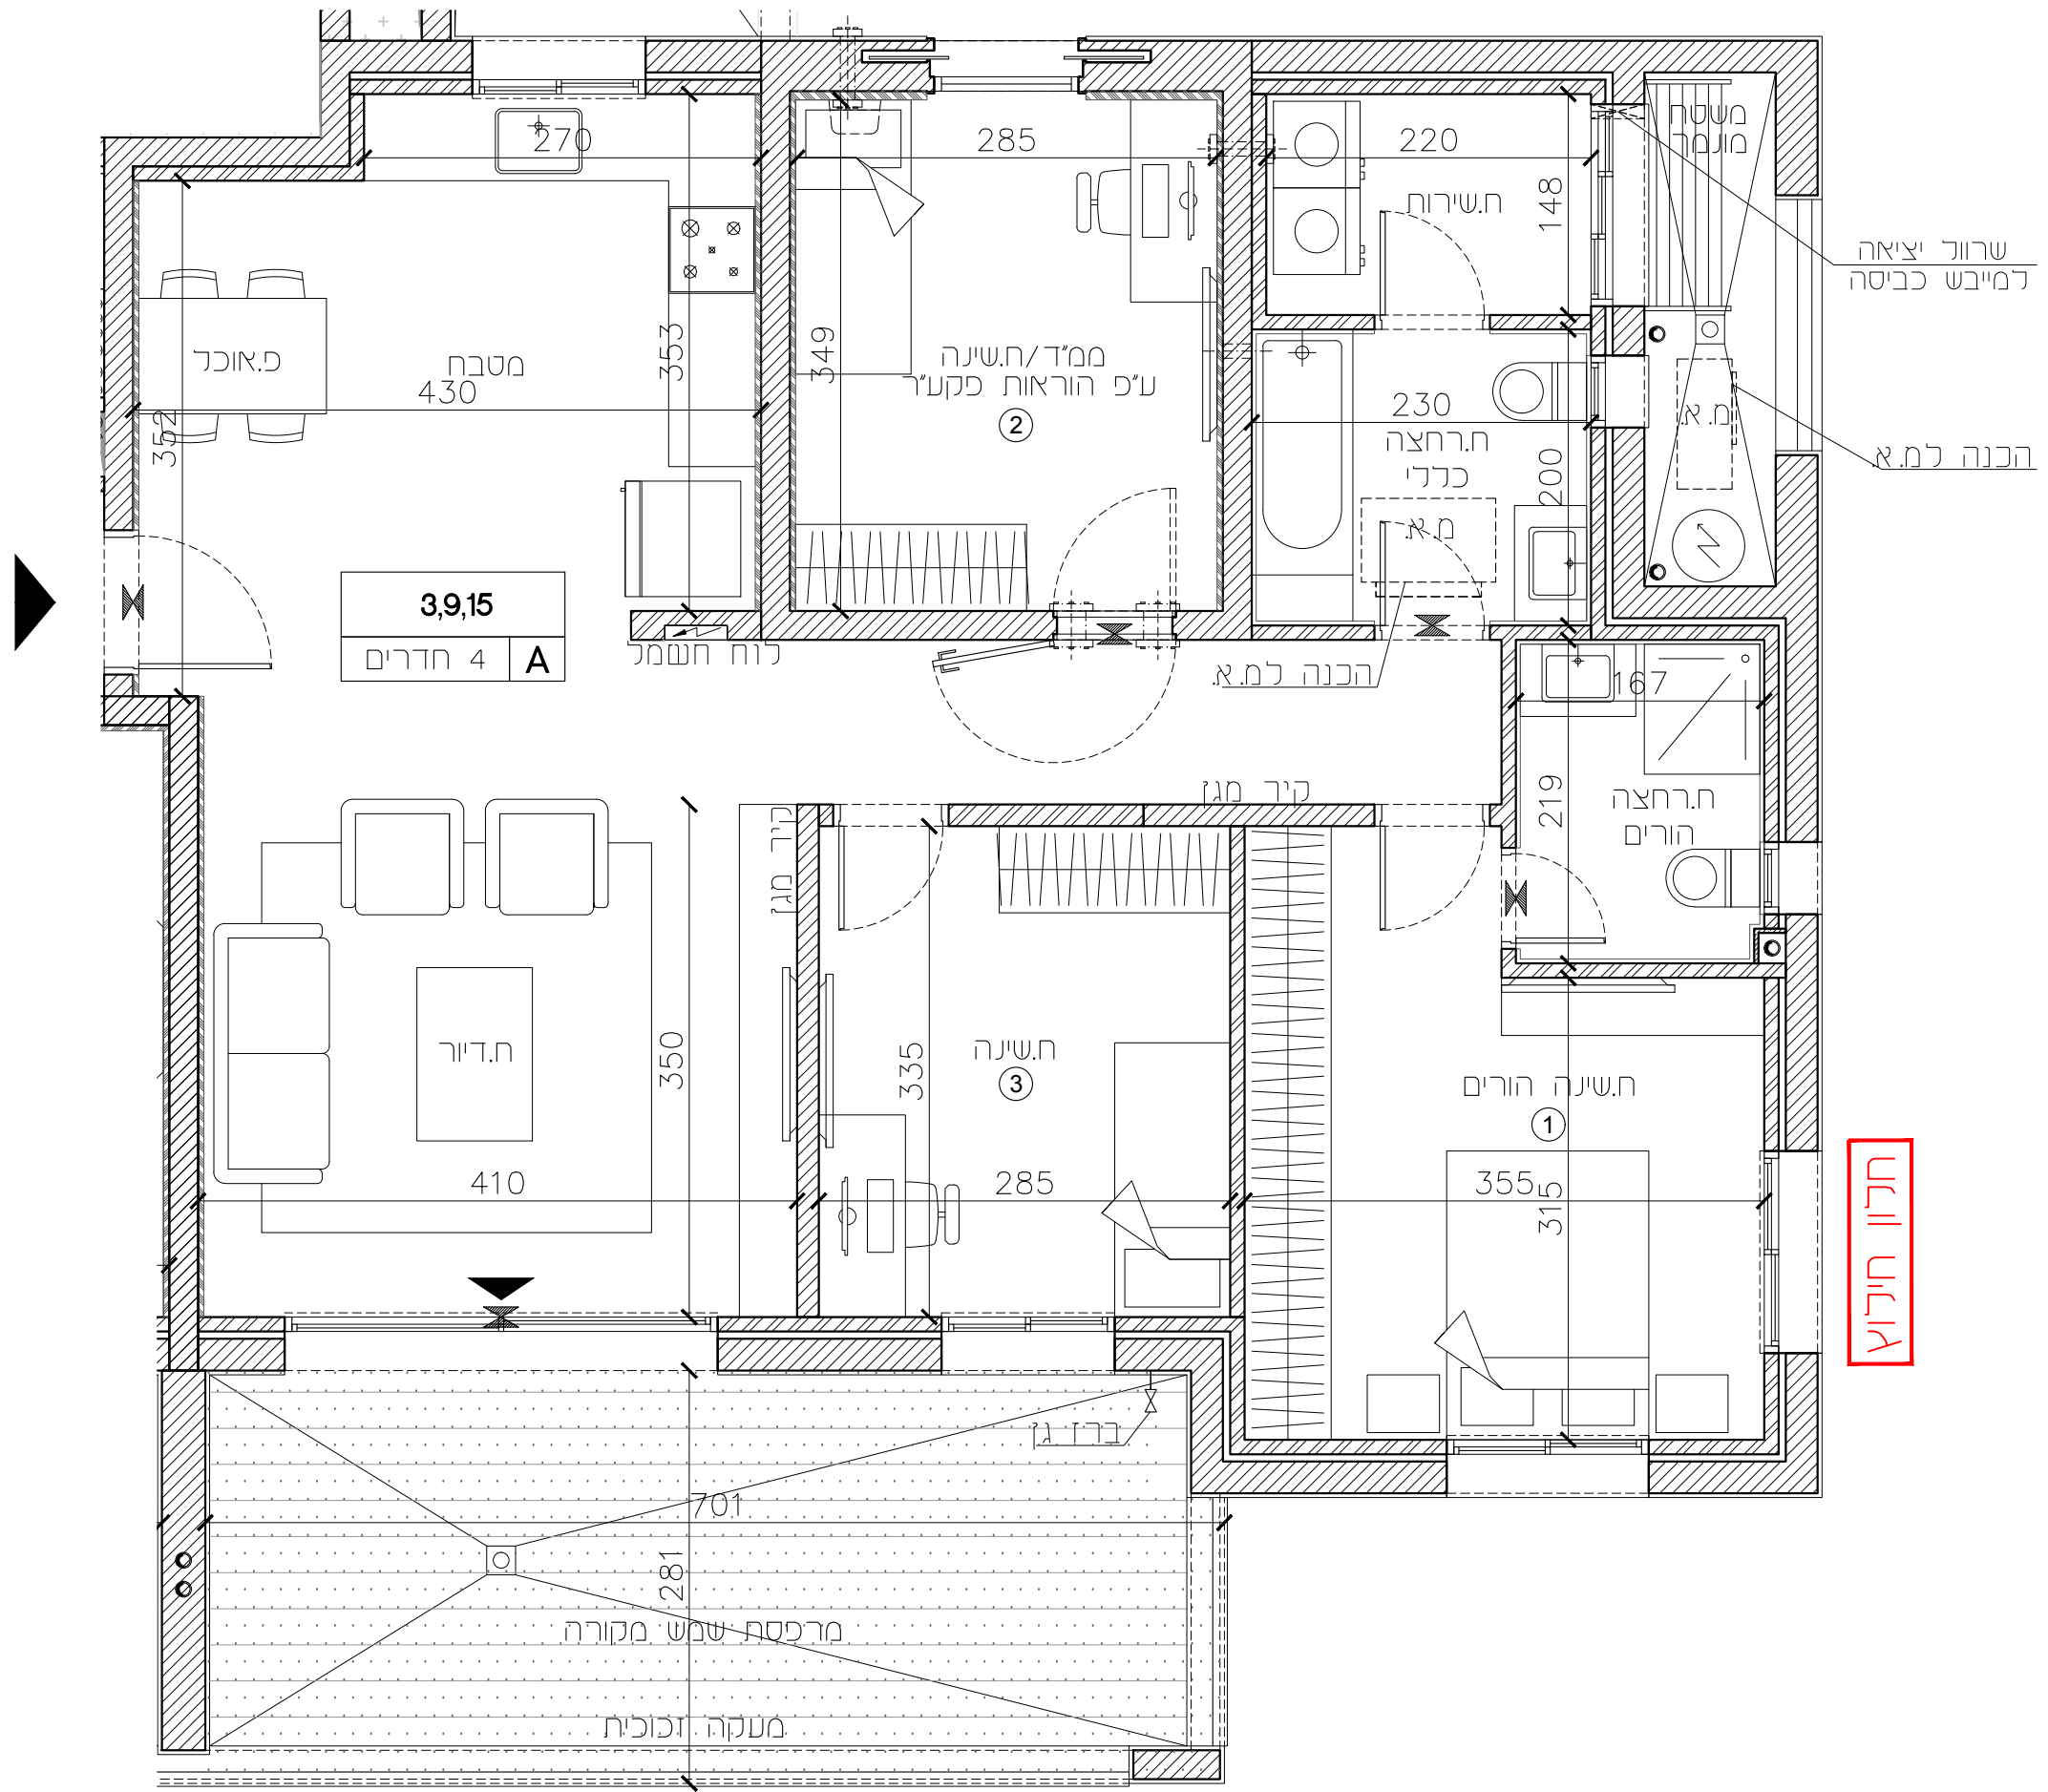 270
285
220
משטח
מונמך
148
ח.שירות
שרוול יציאה
למייבש כביסה
353
349
פ.אוכל
מטבח
430
352
ממ"ד/ח.שינה
ע"פ הוראות פקע"ר
2
230
ח.רחצה
כללי
200
מ.א.
מ.א.
הכנה למ.א.
3,9,15
4 חדרים
A
לוח חשמל
הכנה למ.א.
167
219
ח.רחצה
הורים
קיר מגן
קיר מגן
ח.דיור
350
335
ח.שינה
3
ח.שינה הורים
1
410
285
355
315
חלון חילוץ
ברז גן
701
281
מרפסת שמש מקורה
מעקה זכוכית